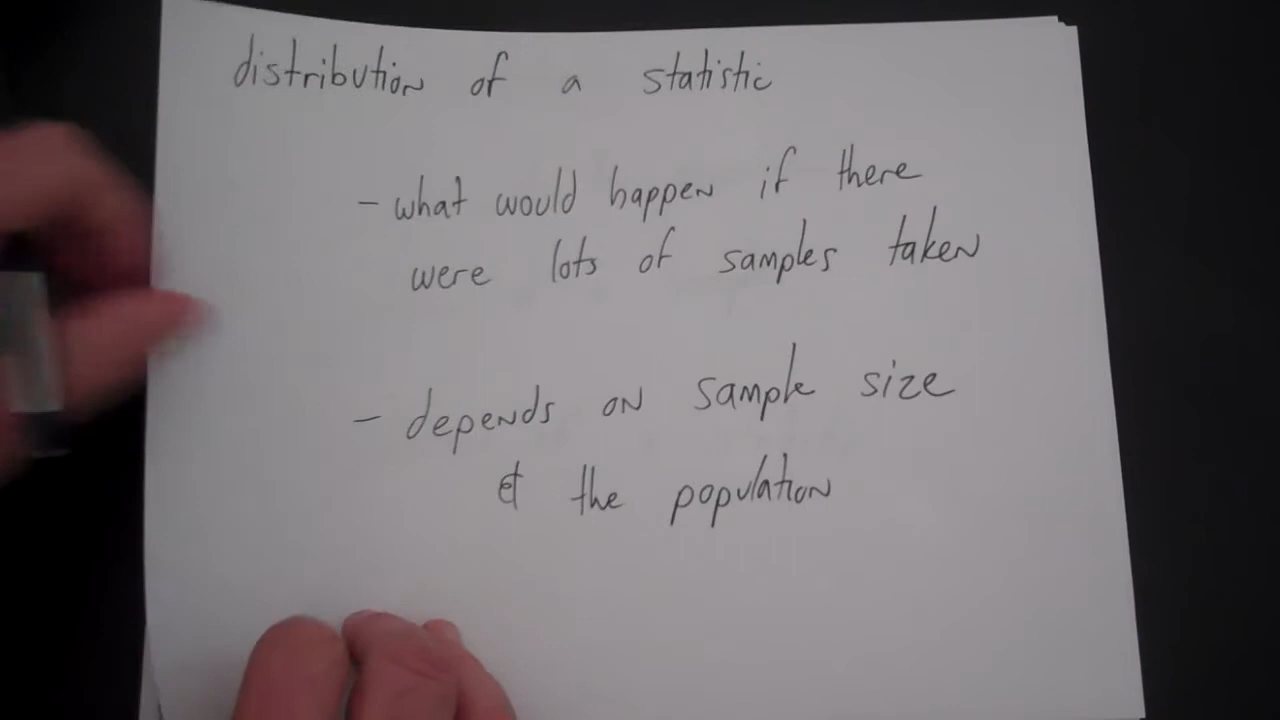 distribution of a statistic
- what would happen if there
were lots of samples taken
- depends on sample size
& the population